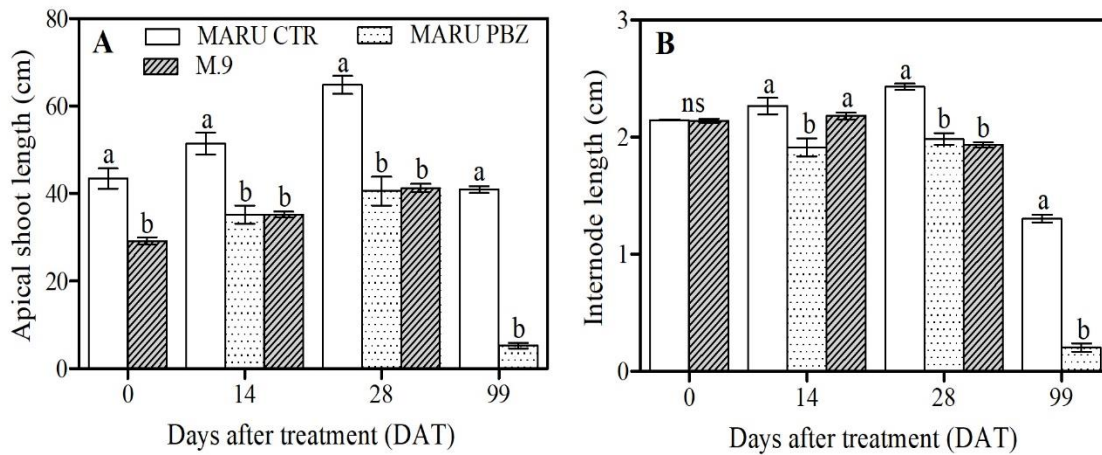 A
MARU CTR
MARU PBZ
M.9
Apical shoot length (cm)
80
60
40
20
0
a
b
a
b
b
a
b
b
a
b
0
14
28
99
Days after treatment (DAT)
B
Internode length (cm)
3
2
1
0
ns
a
b
a
a
b
b
a
b
0
14
28
99
Days after treatment (DAT)